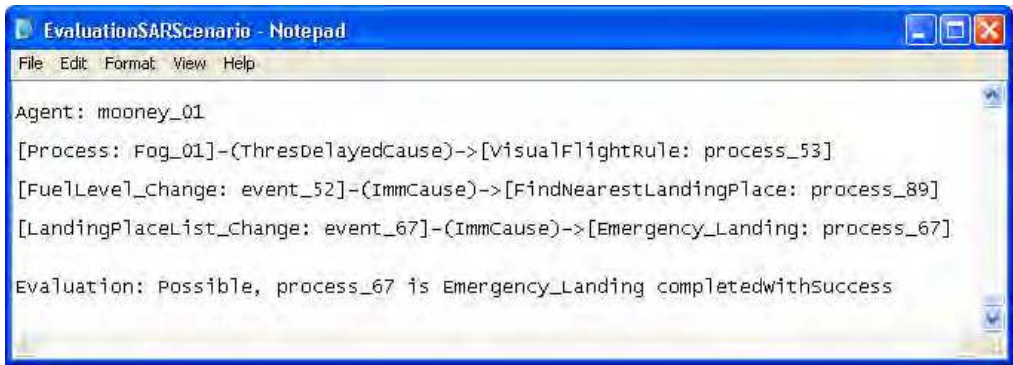 EvaluationSARScenario - Notepad
File Edit Format View Help
Agent: mooney_01
[Process: Fog_01]-(ThresDelayedCause)->[VisualFlightRule: process_53]
[FuelLevel_Change: event_52]-(ImmCause)->[FindNearestLandingPlace: process_89]
[LandingPlaceList_Change: event_67]-(ImmCause)->[Emergency_Landing: process_67]
Evaluation: Possible, process_67 is Emergency_Landing completedWithSuccess